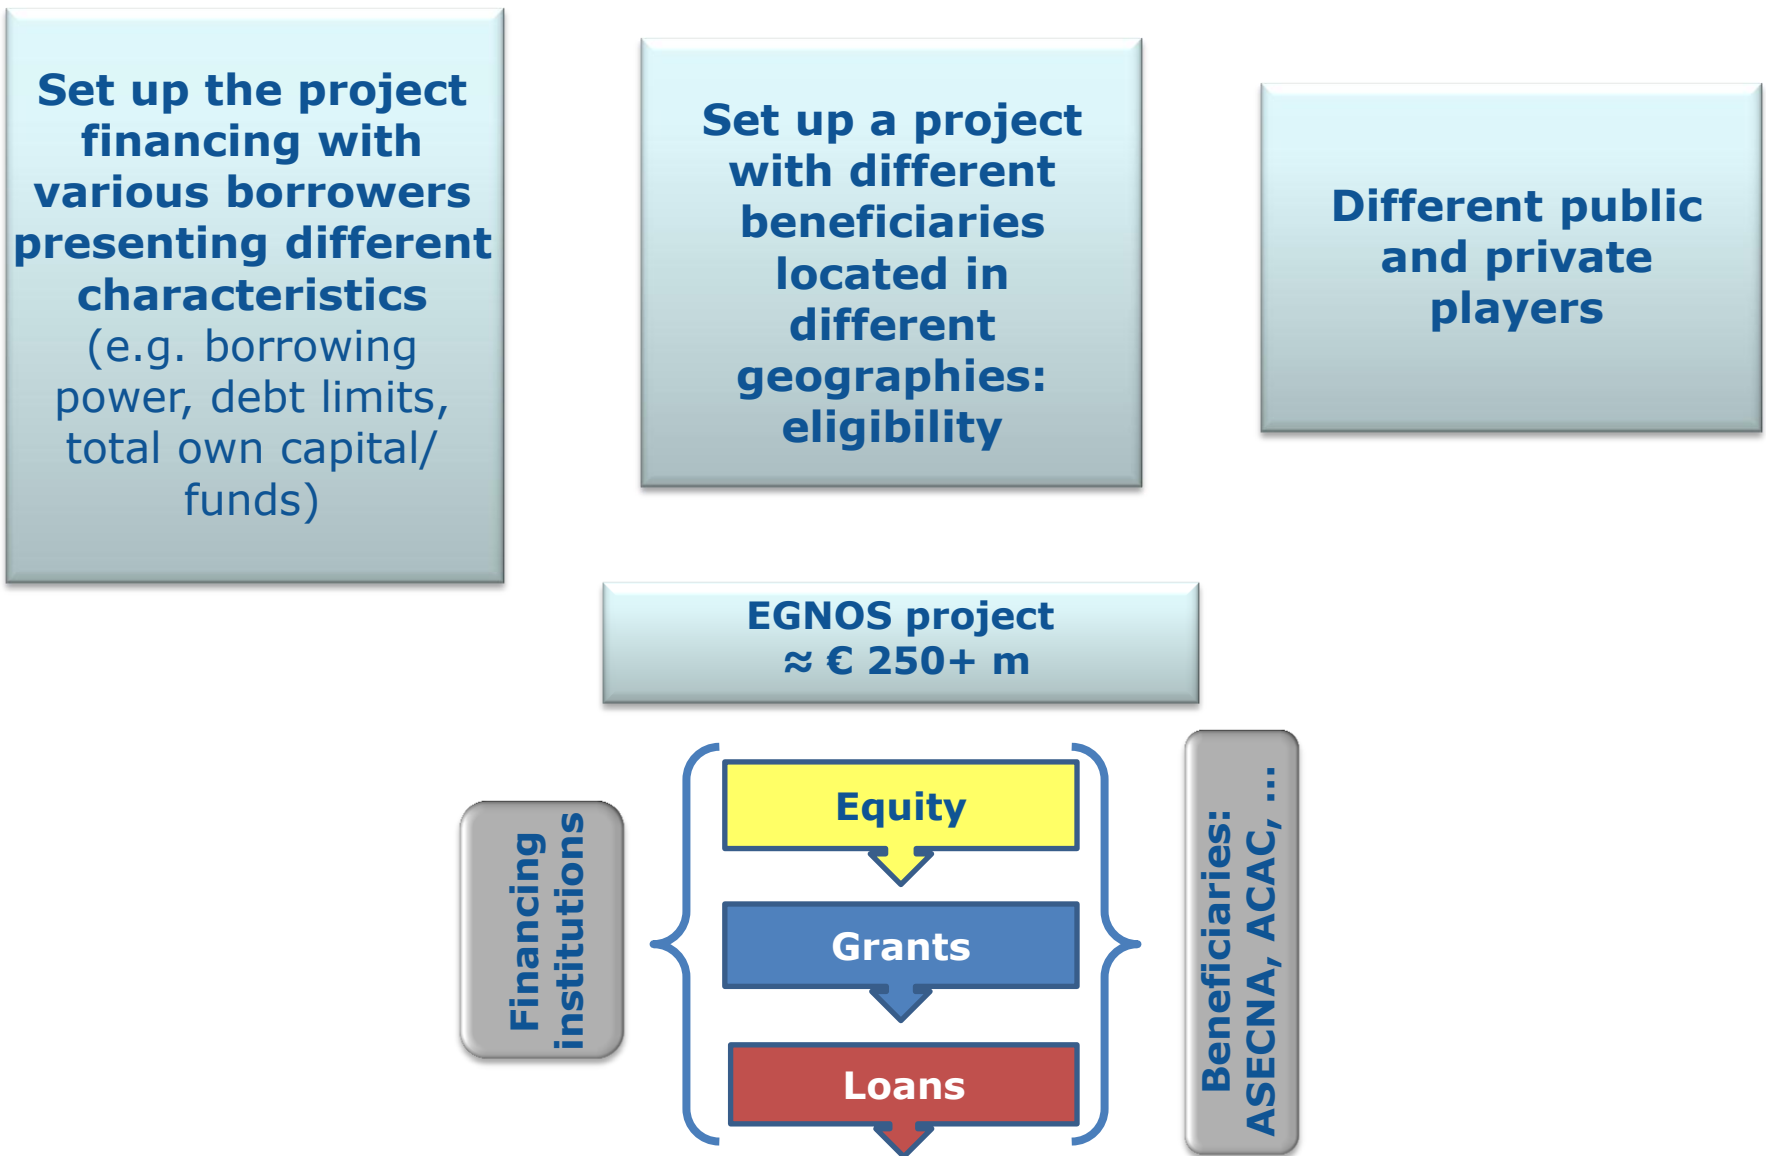 Set up the project
financing with
various borrowers
presenting different
characteristics
(e.g. borrowing
power, debt limits,
total own capital/
funds)
Set up a project
with different
beneficiaries
located in
different
geographies:
eligibility
Different public
and private
players
EGNOS project
≈ € 250+ m
Financing
institutions
Equity
Grants
Loans
Beneficiaries:
ASECNA, ACAC, ...